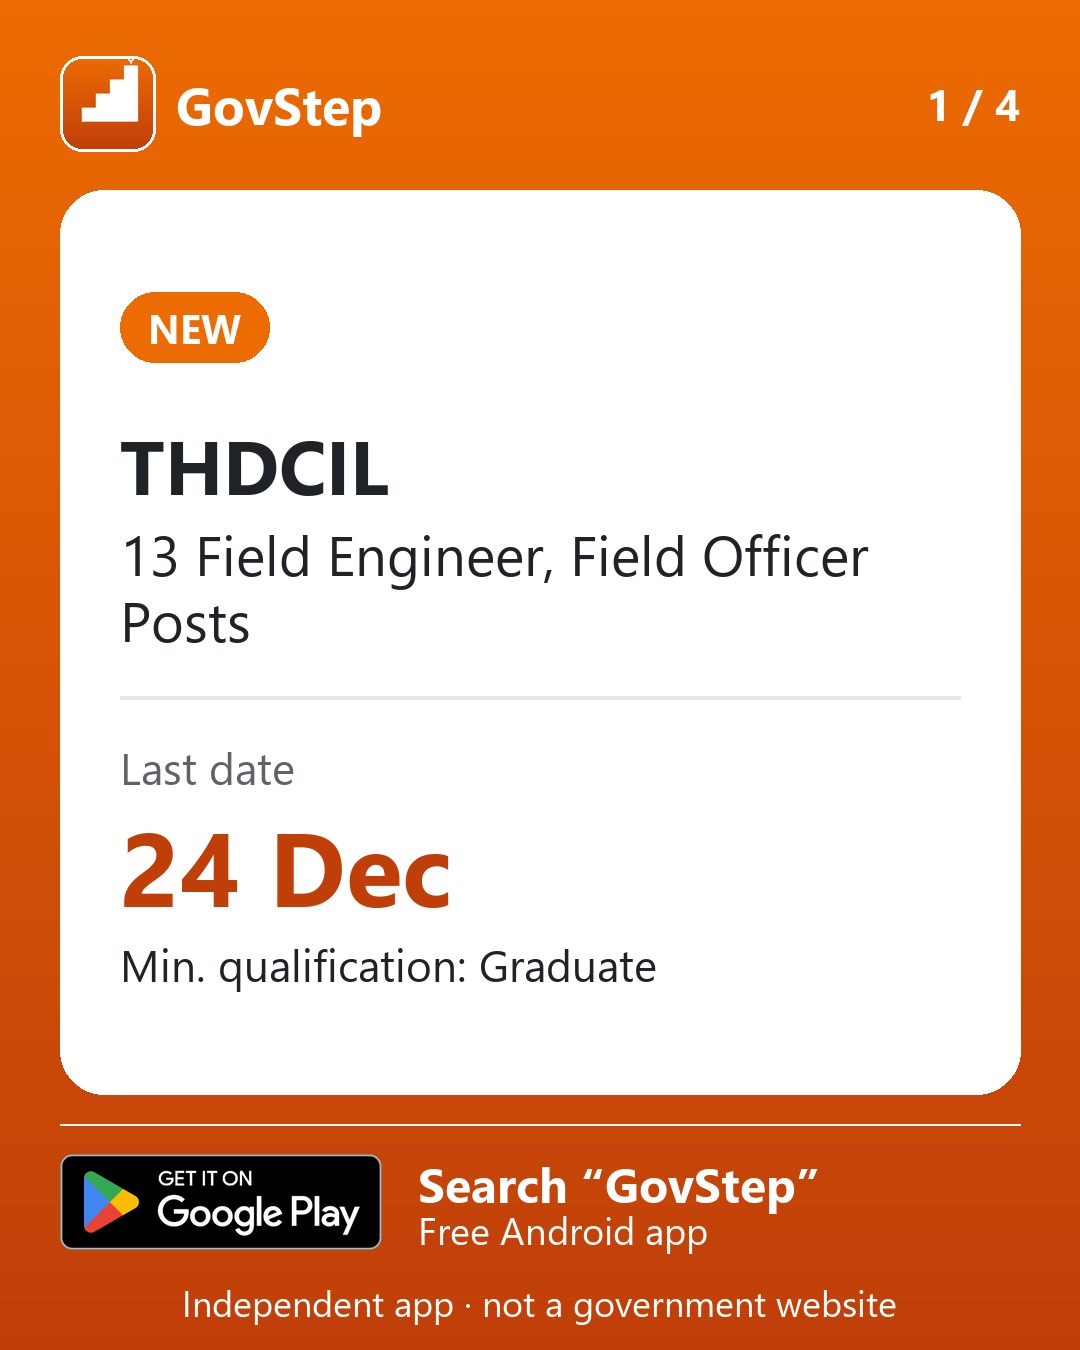 GovStep
1 / 4
NEW
THDCIL
13 Field Engineer, Field Officer
Posts
Last date
24 Dec
Min. qualification: Graduate
GET IT ON
Google Play
Search “GovStep”
Free Android app
Independent app · not a government website